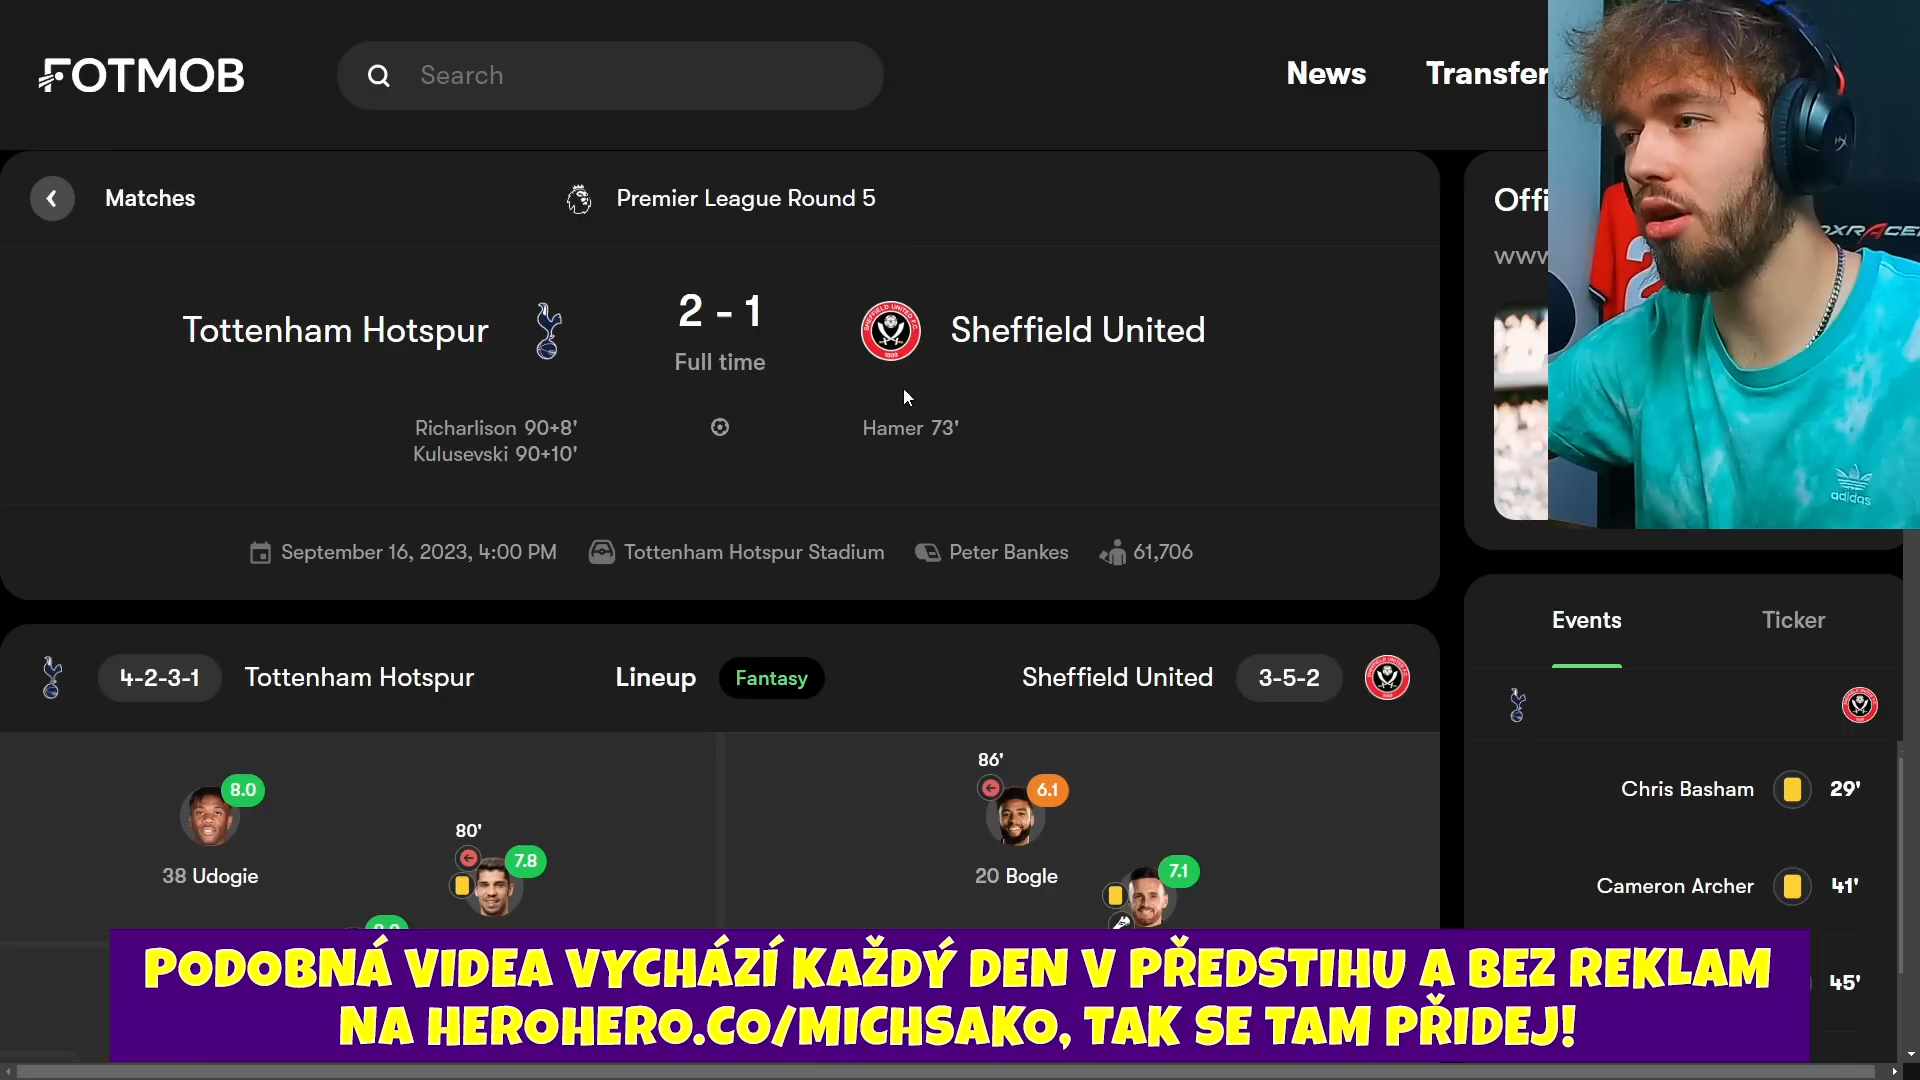 FOTMOB
Search
News
Transfer
Matches
Premier League Round 5
Offi
www
Tottenham Hotspur
2 - 1
Sheffield United
Full time
Richarlison 90+8'
Hamer 73'
Kulusevski 90+10'
adidas
September 16, 2023, 4:00 PM
Tottenham Hotspur Stadium
Peter Bankes
61,706
Events
Ticker
4-2-3-1
Tottenham Hotspur
Lineup
Fantasy
Sheffield United
3-5-2
86'
8.0
6.1
Chris Basham
29'
80'
7.8
7.1
38 Udogie
20 Bogle
Cameron Archer
41'
45'
PODOBNÁ VIDEA VYCHÁZÍ KAŽDÝ DEN V PŘEDSTIHU A BEZ REKLAM
NA HEROHERO.CO/MICHSAKO, TAK SE TAM PŘIDEJ!